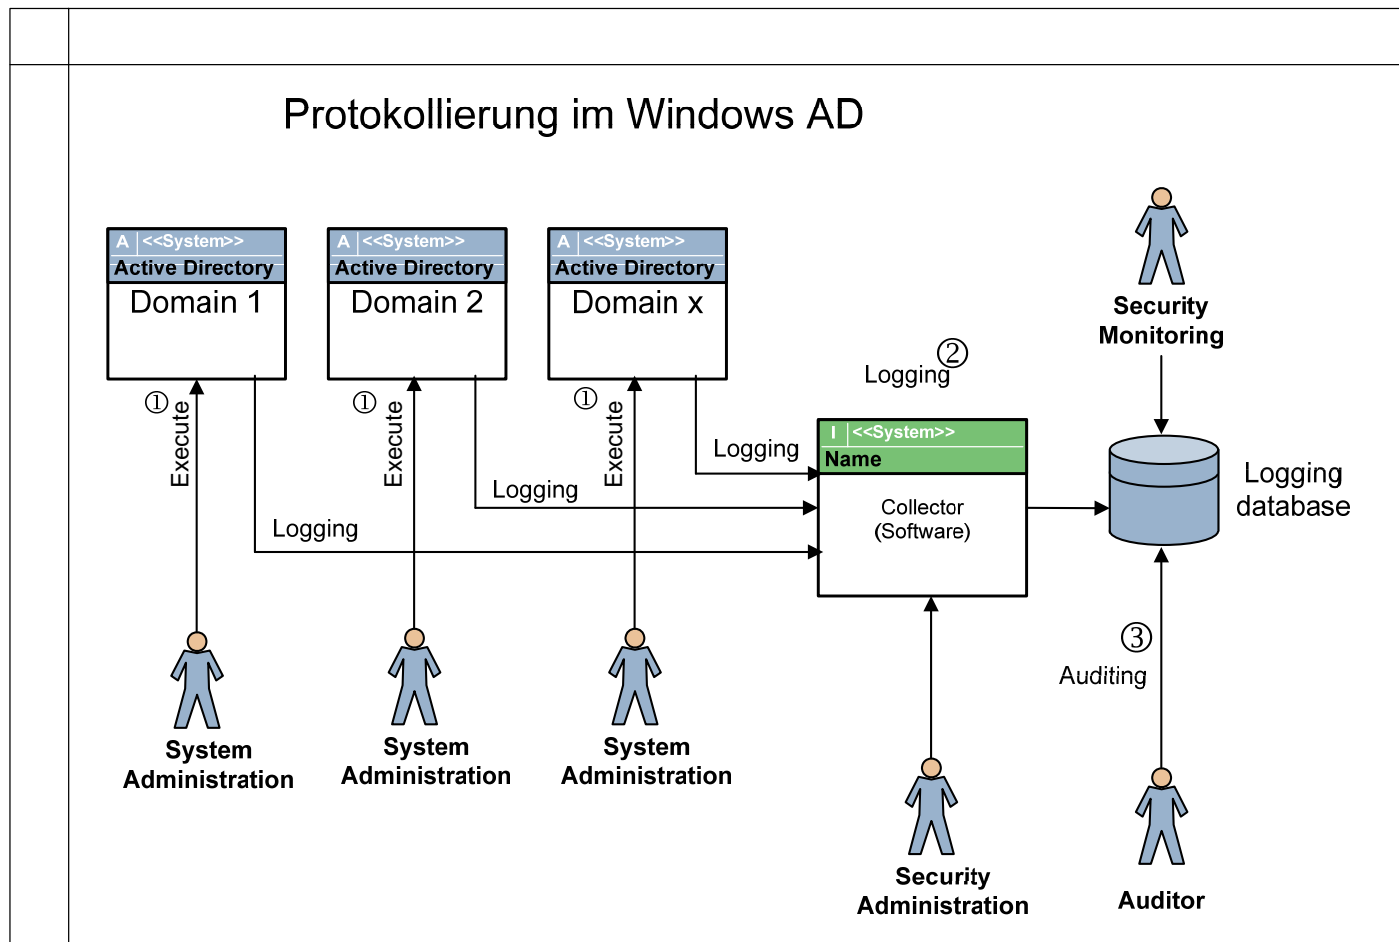 Protokollierung im Windows AD
A <<System>>
Active Directory
Domain 1
A <<System>>
Active Directory
Domain 2
A <<System>>
Active Directory
Domain x
Security
Monitoring
①
Execute
①
Execute
①
Execute
Logging
②
Logging
Logging
Logging
I <<System>>
Name
Collector
(Software)
Logging
database
③
Auditing
System
Administration
System
Administration
System
Administration
Security
Administration
Auditor